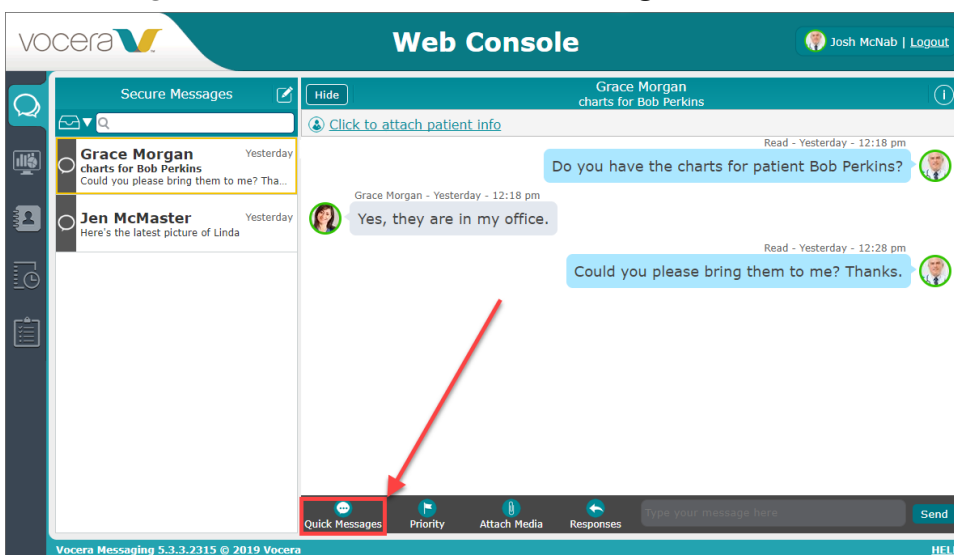 vocera
Web Console
Josh McNab | Logout
Secure Messages
Hide
Grace Morgan
charts for Bob Perkins
Click to attach patient info
Grace Morgan
Yesterday
charts for Bob Perkins
Could you please bring them to me? Tha...
Jen McMaster
Yesterday
Here's the latest picture of Linda
Read - Yesterday - 12:18 pm
Do you have the charts for patient Bob Perkins?
Grace Morgan - Yesterday - 12:18 pm
Yes, they are in my office.
Read - Yesterday - 12:28 pm
Could you please bring them to me? Thanks.
Quick Messages
Priority
Attach Media
Responses
Type your message here
Send
Vocera Messaging 5.3.3.2315 © 2019 Vocera